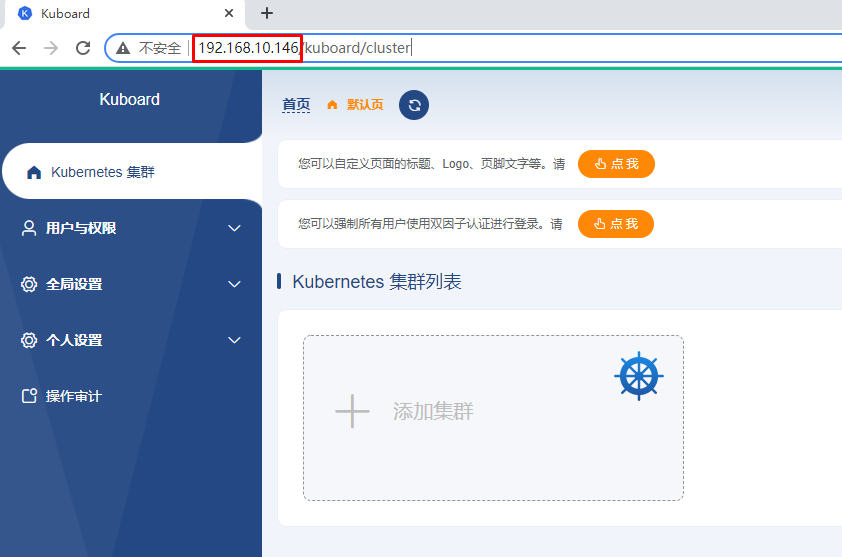 Kuboard
不安全 192.168.10.146/kuboard/cluster
Kuboard
首页 默认页
您可以自定义页面的标题、Logo、页脚文字等。请 点 我
Kubernetes 集群
您可以强制所有用户使用双因子认证进行登录。请 点 我
用户与权限
全局设置
Kubernetes 集群列表
个人设置
操作审计
添加集群